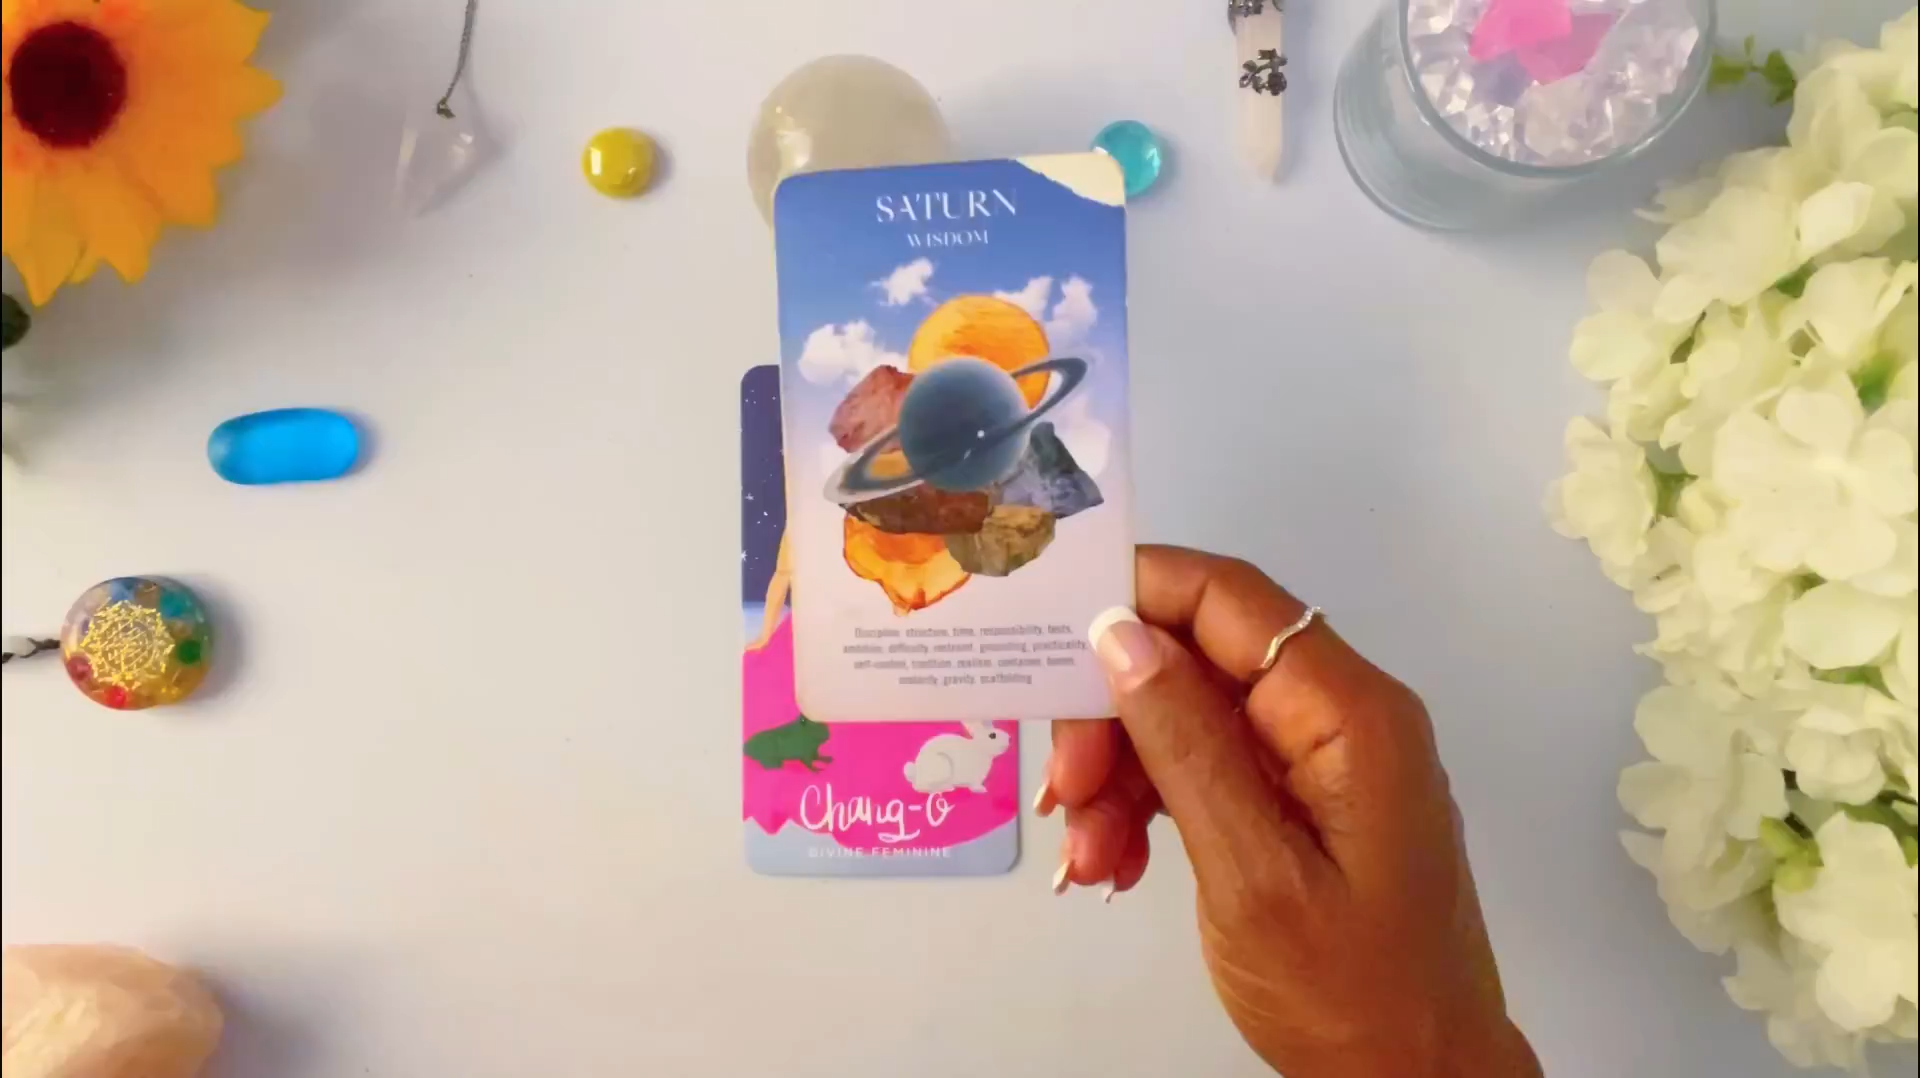 SATURN
WISDOM
Discipline, structure, time, responsibility, tests,
ambition, difficulty, restraint, grounding, practicality,
self-control, tradition, realism, container, bones,
gravity, scaffolding
Chang-O
DIVINE FEMININE